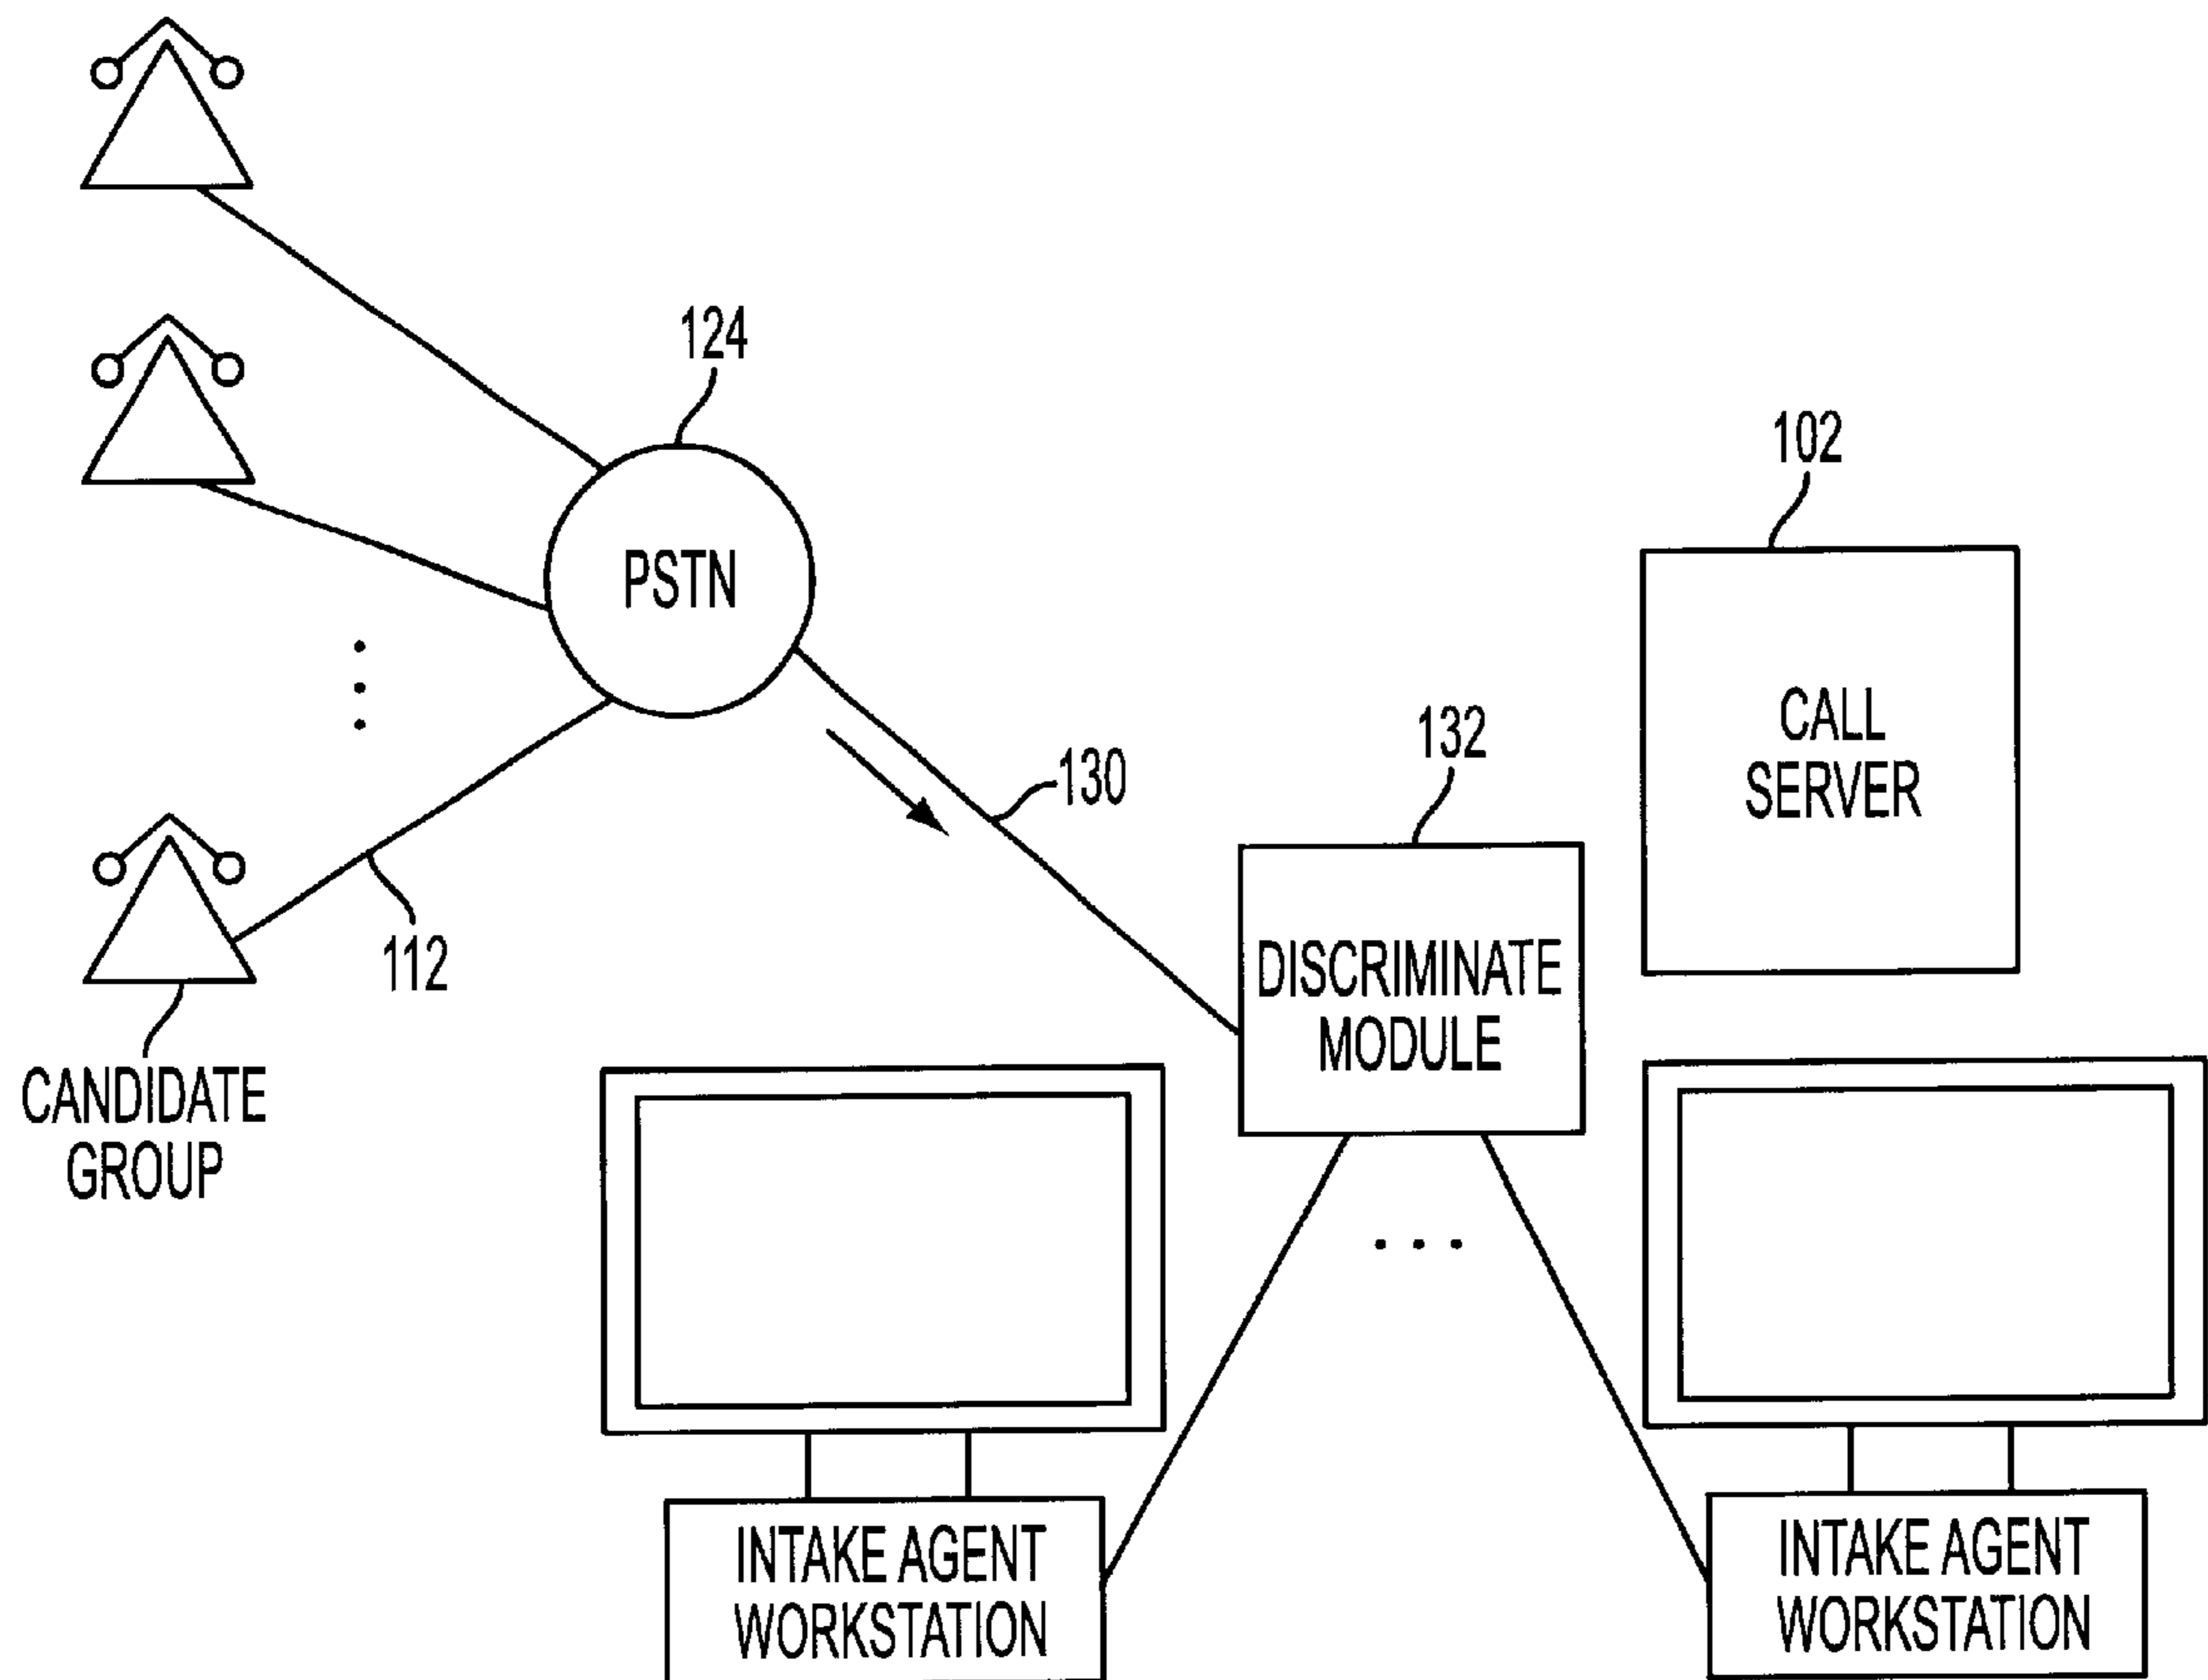 124
PSTN
102
CALL
SERVER
130
132
DISCRIMINATE
MODULE
112
CANDIDATE
GROUP
INTAKE AGENT
WORKSTATION
INTAKE AGENT
WORKSTATION